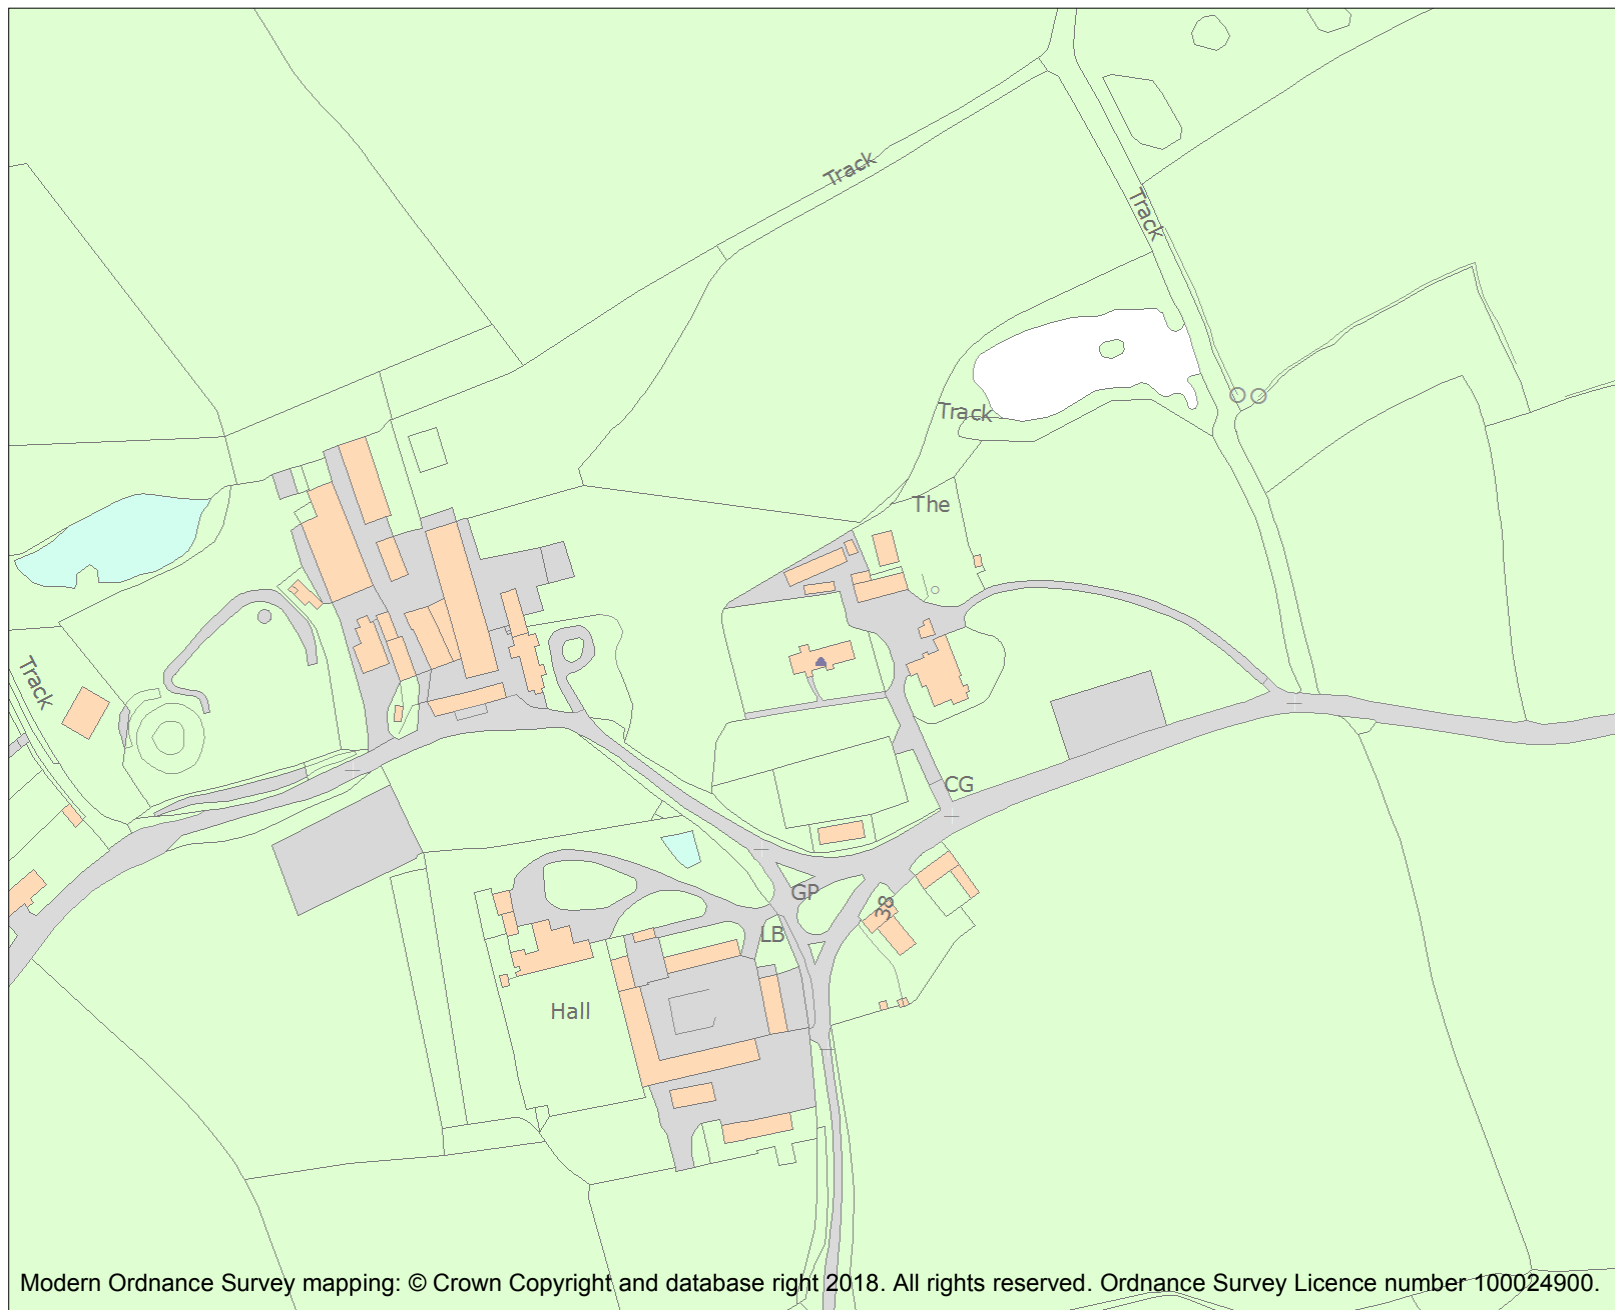 Track
Track
Track
The
Track
CG
GP
38
LB
Hall
Modern Ordnance Survey mapping: © Crown Copyright and database right 2018. All rights reserved. Ordnance Survey Licence number 100024900.